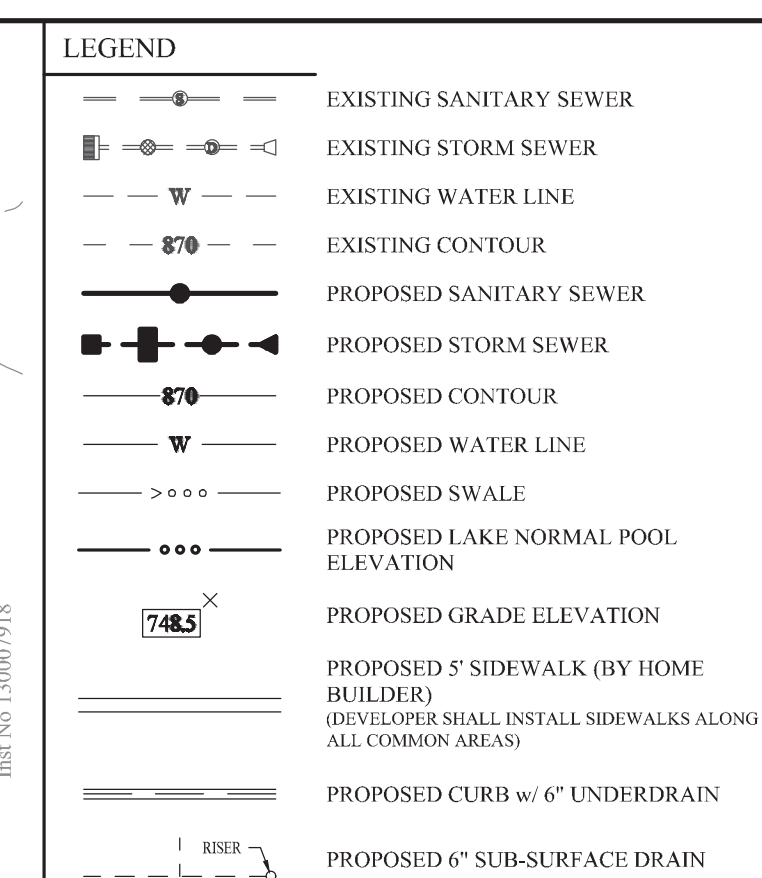 LEGEND
S EXISTING SANITARY SEWER
D EXISTING STORM SEWER
W EXISTING WATER LINE
870 EXISTING CONTOUR
PROPOSED SANITARY SEWER
PROPOSED STORM SEWER
870 PROPOSED CONTOUR
W PROPOSED WATER LINE
PROPOSED SWALE
PROPOSED LAKE NORMAL POOL
ELEVATION
748.5 PROPOSED GRADE ELEVATION
PROPOSED 5' SIDEWALK (BY HOME
BUILDER)
(DEVELOPER SHALL INSTALL SIDEWALKS ALONG
ALL COMMON AREAS)
PROPOSED CURB w/ 6" UNDERDRAIN
RISER PROPOSED 6" SUB-SURFACE DRAIN
Inst No 130007918